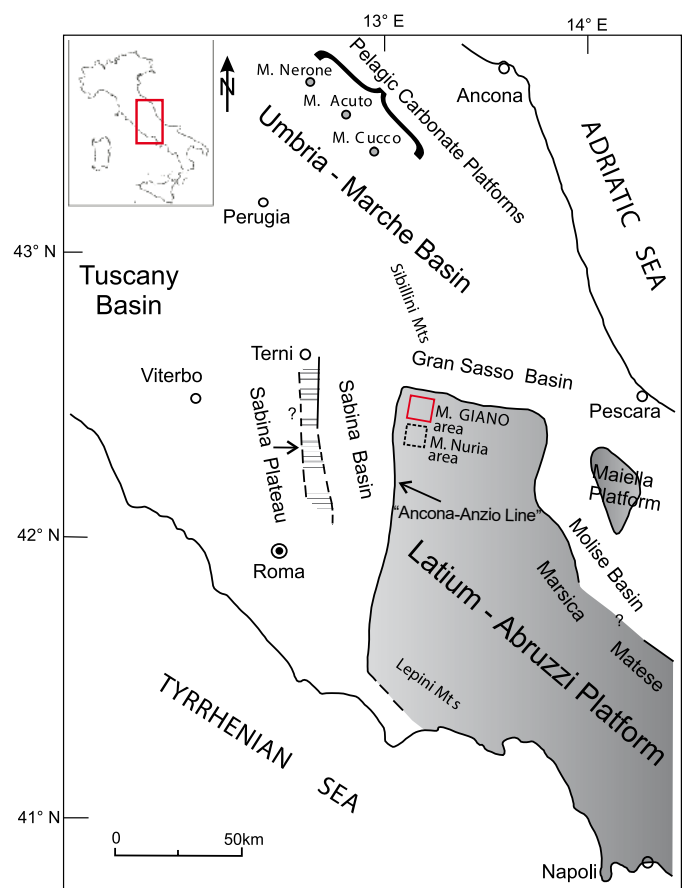 13° E
14° E
M. Nerone
N
M. Acuto
M. Cucco
Pelagic Carbonate Platforms
Ancona
ADRIATIC SEA
Umbria - Marche Basin
Perugia
43° N
Tuscany
Basin
Sibillini Mts
Terni
Gran Sasso Basin
Viterbo
Pescara
?
Sabina Plateau
Sabina Basin
M. GIANO
area
M. Nuria
area
Maiella
Platform
"Ancona-Anzio Line"
42° N
Roma
Molise Basin
Marsica
?
Matese
Latium - Abruzzi Platform
Lepini Mts
TYRRHENIAN SEA
41° N
0
50km
Napoli